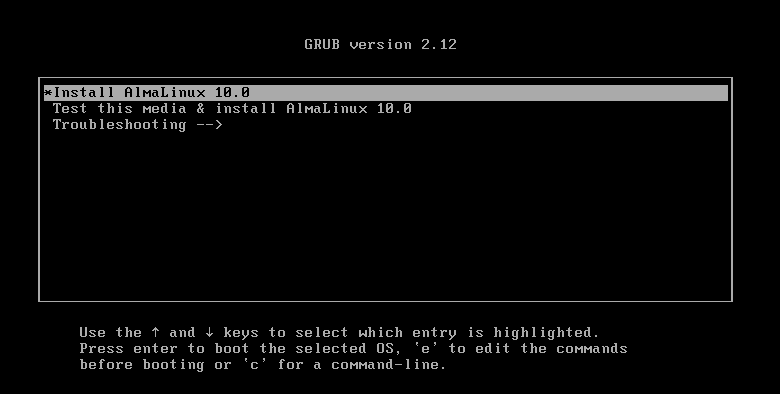 GRUB version 2.12
*Install AlmaLinux 10.0
Test this media & install AlmaLinux 10.0
Troubleshooting -->
Use the ↑ and ↓ keys to select which entry is highlighted.
Press enter to boot the selected OS, `e' to edit the commands
before booting or `c' for a command-line.